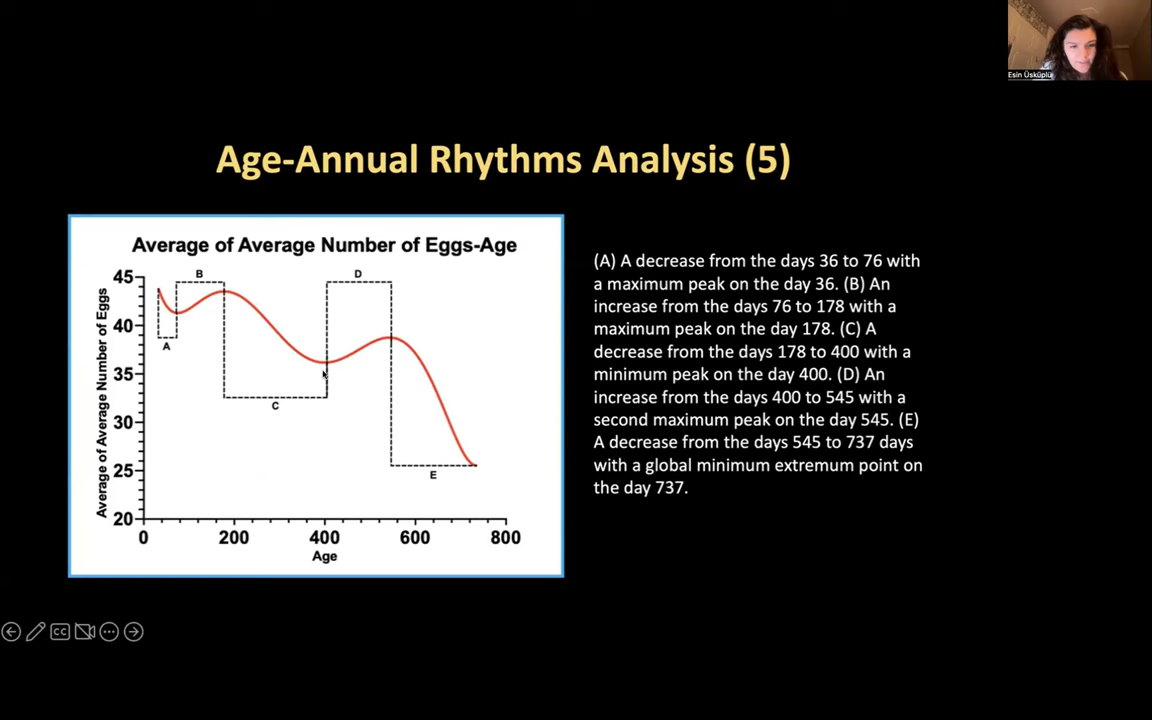 Esin Üsküplü
Age-Annual Rhythms Analysis (5)
Average of Average Number of Eggs-Age
Average of Average Number of Eggs
45
40
35
30
25
20
A
B
C
D
E
0 200 400 600 800
Age
(A) A decrease from the days 36 to 76 with
a maximum peak on the day 36. (B) An
increase from the days 76 to 178 with a
maximum peak on the day 178. (C) A
decrease from the days 178 to 400 with a
minimum peak on the day 400. (D) An
increase from the days 400 to 545 with a
second maximum peak on the day 545. (E)
A decrease from the days 545 to 737 days
with a global minimum extremum point on
the day 737.
CC